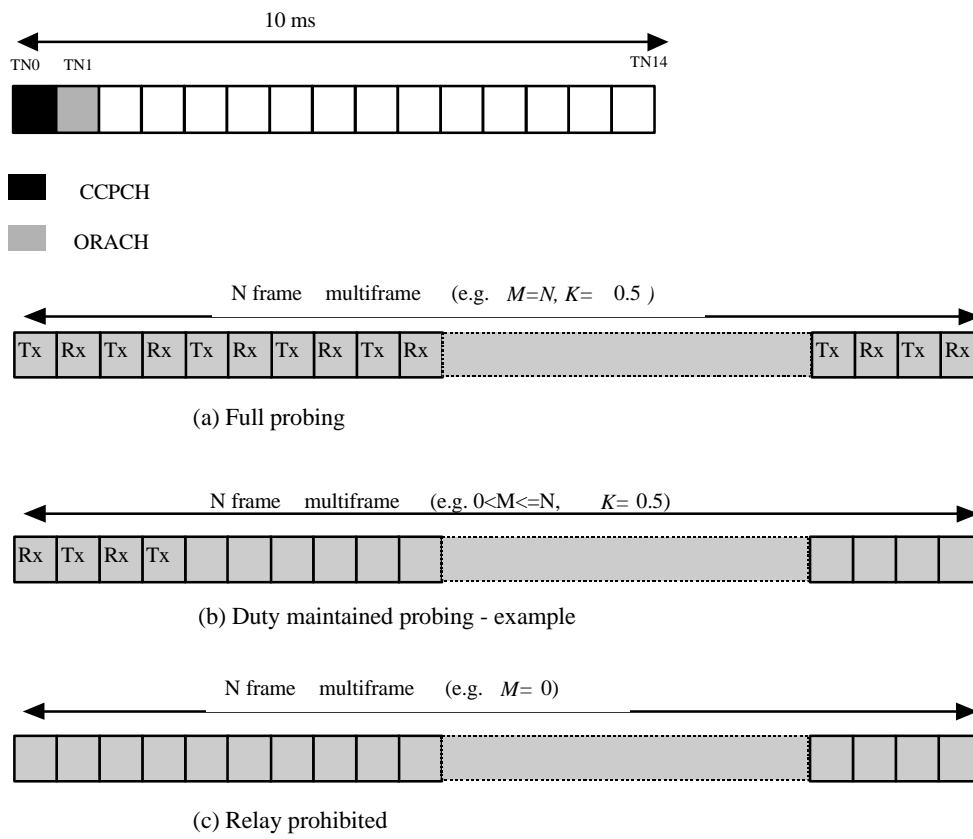 10 ms
TN0 TN1 TN14
CCPCH
ORACH
N frame multiframe (e.g. M=N, K= 0.5 )
Tx Rx Tx Rx Tx Rx Tx Rx Tx Rx Tx Rx Tx Rx
(a) Full probing
N frame multiframe (e.g. 0<M<=N, K= 0.5)
Rx Tx Rx Tx
(b) Duty maintained probing - example
N frame multiframe (e.g. M= 0)
(c) Relay prohibited